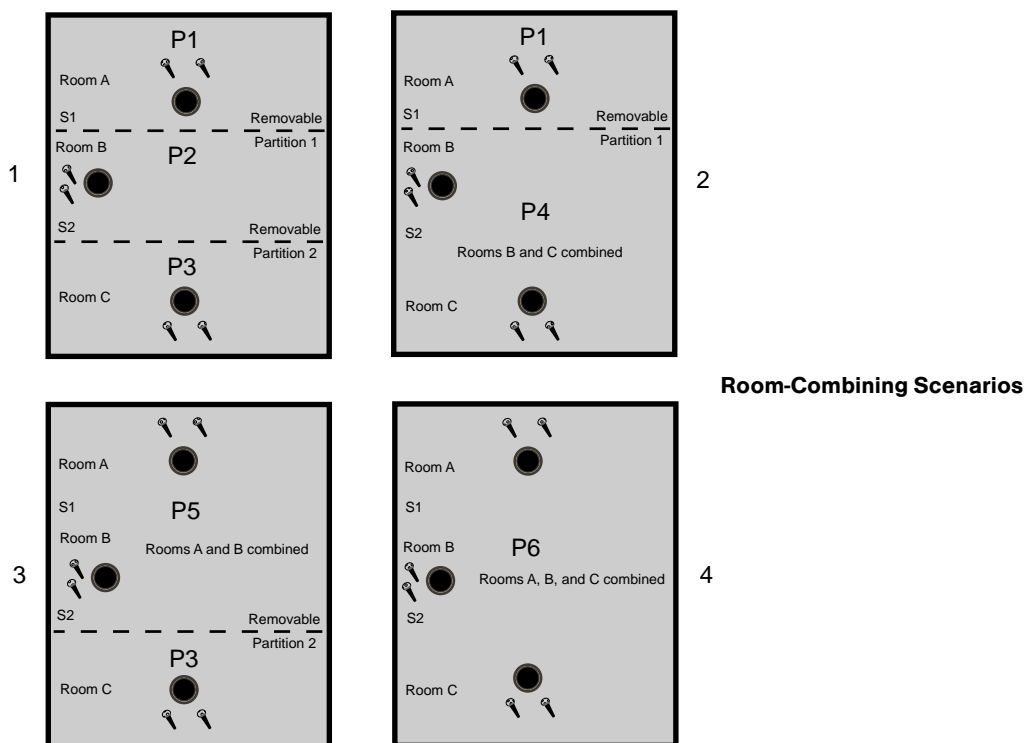 P1
Room A
S1
Removable
Partition 1
Room B
P2
1
S2
Removable
Partition 2
P3
Room C
P1
Room A
S1
Removable
Partition 1
Room B
2
P4
S2
Rooms B and C combined
Room C
Room-Combining Scenarios
Room A
S1
P5
Room B
Rooms A and B combined
3
S2
Removable
Partition 2
P3
Room C
Room A
S1
Room B
P6
Rooms A, B, and C combined
4
S2
Room C